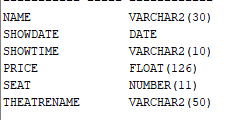 NAME VARCHAR2(30)
SHOWDATE DATE
SHOWTIME VARCHAR2(10)
PRICE FLOAT(126)
SEAT NUMBER(11)
THEATRENAME VARCHAR2(50)